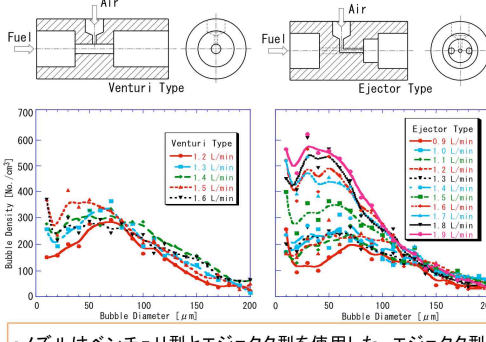 Air
Air
Fuel
Fuel
Venturi Type
Ejector Type
Bubble Density [No./cm³]
700
600
500
400
300
200
100
0
0
50
100
150
200
Bubble Diameter [μm]
Venturi Type
1.2 L/min
1.3 L/min
1.4 L/min
1.5 L/min
1.6 L/min
0
50
100
150
200
Bubble Diameter [μm]
Ejector Type
0.9 L/min
1.0 L/min
1.1 L/min
1.2 L/min
1.3 L/min
1.4 L/min
1.5 L/min
1.6 L/min
1.7 L/min
1.8 L/min
1.9 L/min
・ノズルはベンチュリ型とエジェクタ型を使用した。エジェクタ型